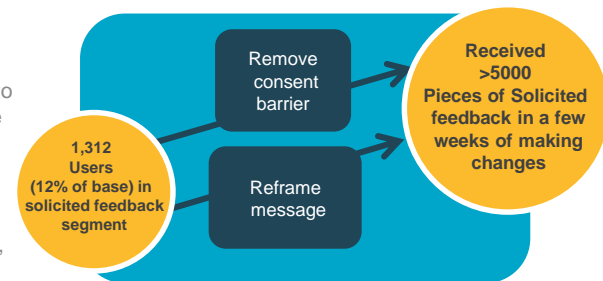 o
e
,
Remove
consent
barrier
Received
>5000
Pieces of Solicited
feedback in a few
weeks of making
changes
1,312
Users
(12% of base) in
solicited feedback
segment
Reframe
message